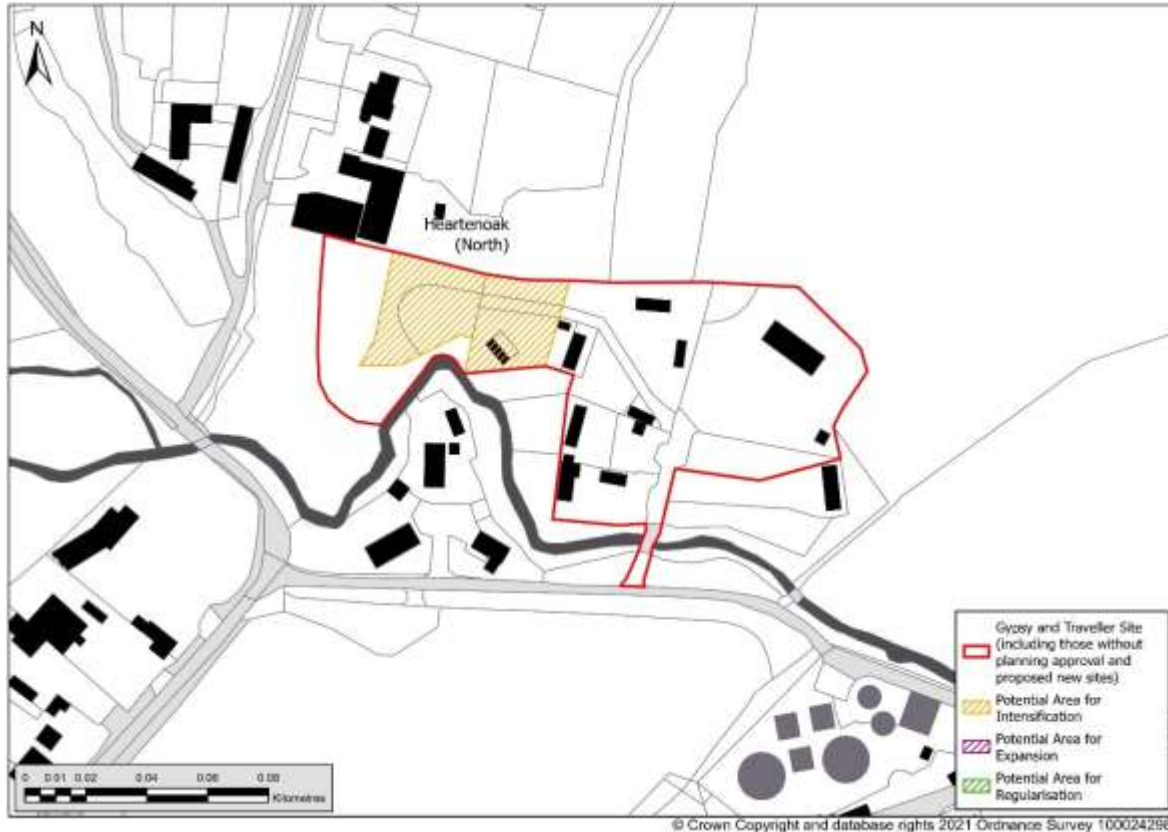 N
Heartenoak
(North)
Gypsy and Traveller Site
(including those without
planning approval and
proposed new sites)
Potential Area for
Intensification
Potential Area for
Expansion
Potential Area for
Regularisation
0 0.01 0.02 0.04 0.06 0.08
Kilometres
© Crown Copyright and database rights 2021 Ordnance Survey 100024298